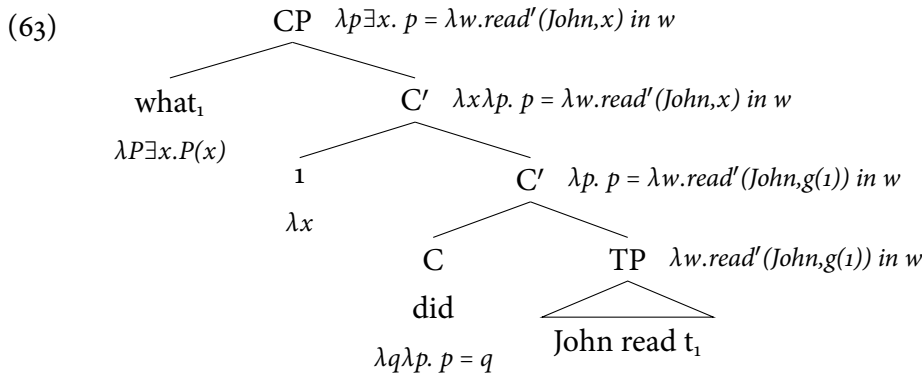 (63)
CP λp∃x. p = λw.read′(John,x) in w
what₁ C′ λxλp. p = λw.read′(John,x) in w
λP∃x.P(x)
1 C′ λp. p = λw.read′(John,g(1)) in w
λx
C TP λw.read′(John,g(1)) in w
did
John read t₁
λqλp. p = q